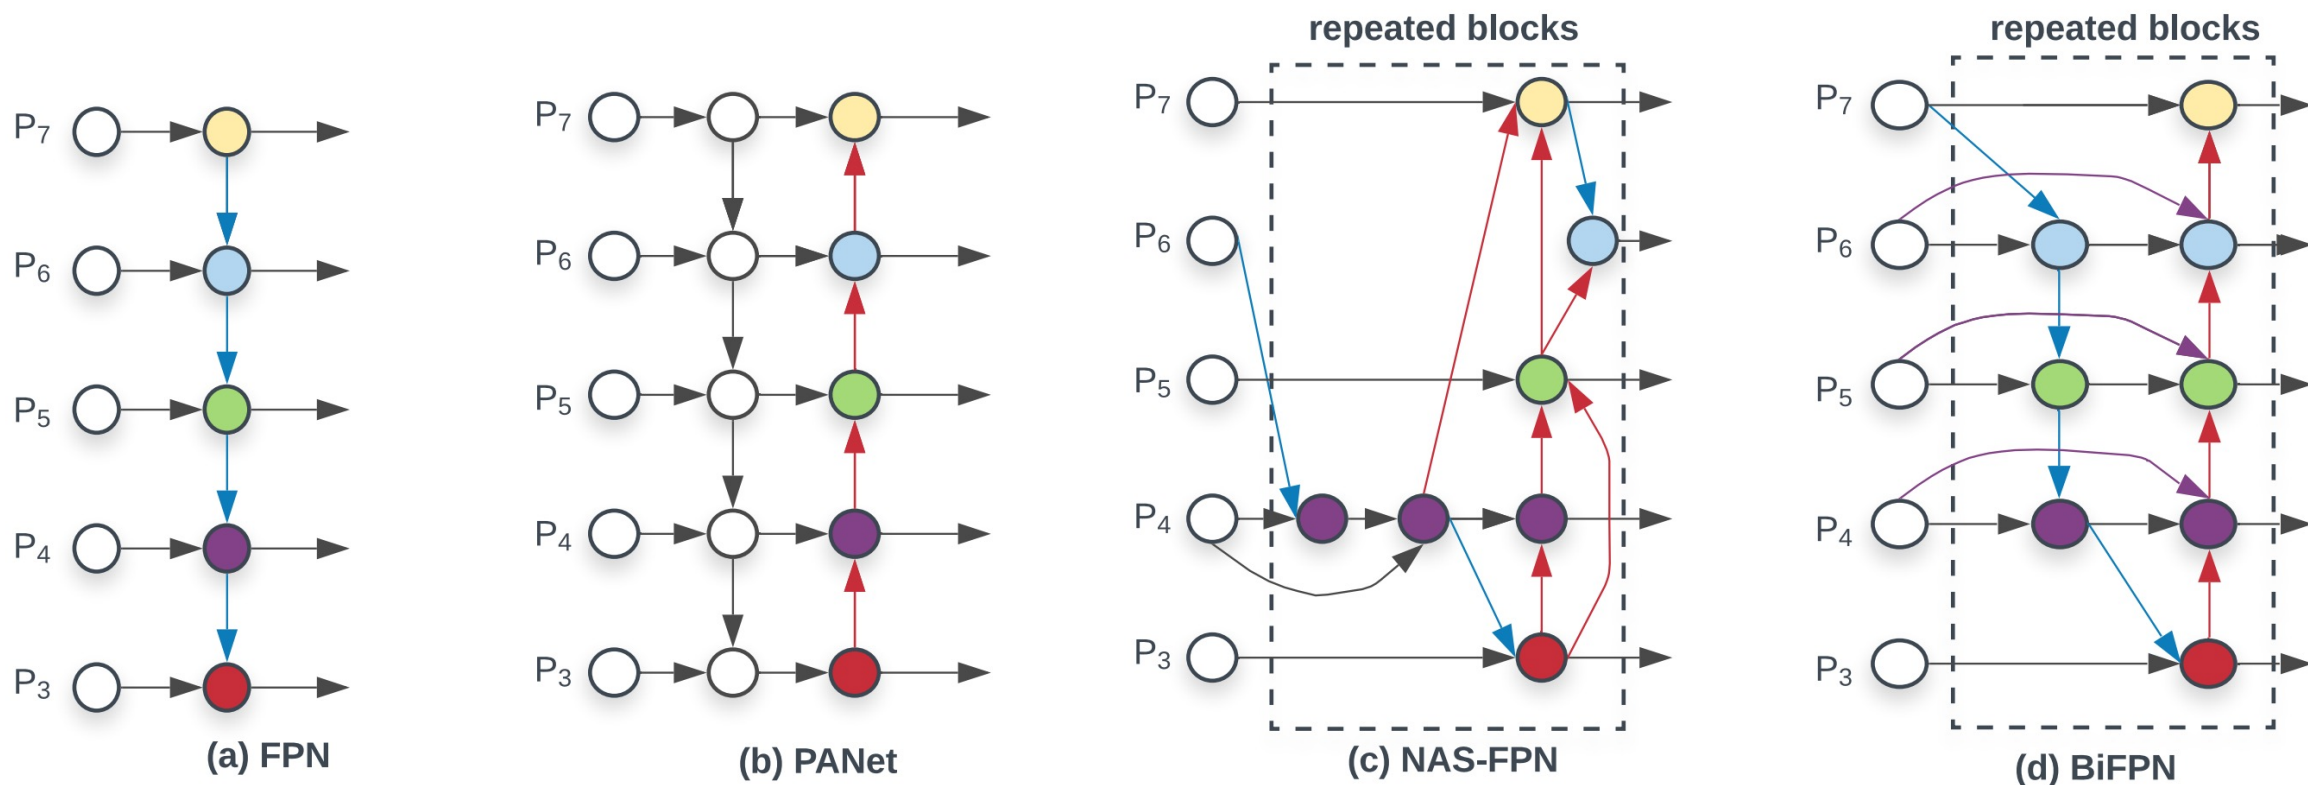 P7
P6
P5
P4
P3
(a) FPN
P7
P6
P5
P4
P3
(b) PANet
repeated blocks
P7
P6
P5
P4
P3
(c) NAS-FPN
repeated blocks
P7
P6
P5
P4
P3
(d) BiFPN